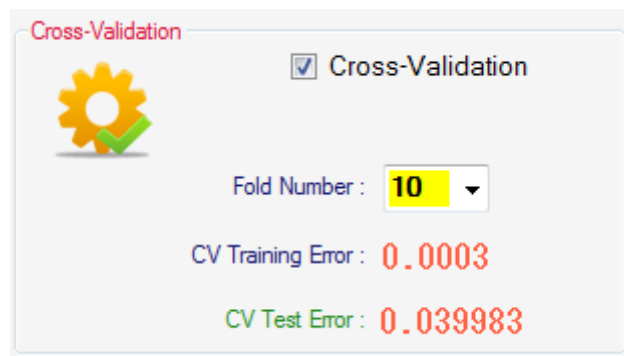 Cross-Validation
Cross-Validation
Fold Number : 10
CV Training Error : 0.0003
CV Test Error : 0.039983